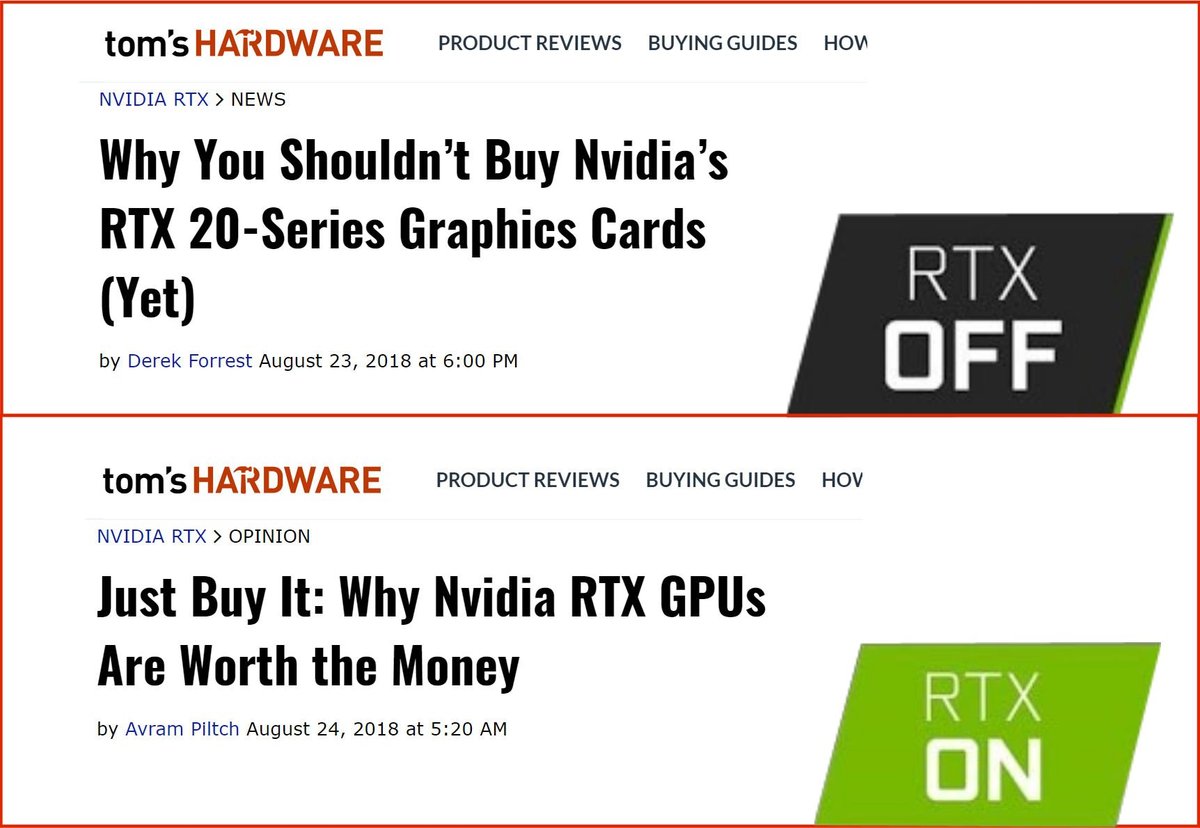 tom's HARDWARE PRODUCT REVIEWS BUYING GUIDES HOW
NVIDIA RTX > NEWS
Why You Shouldn’t Buy Nvidia’s
RTX 20-Series Graphics Cards
(Yet)
by Derek Forrest August 23, 2018 at 6:00 PM
RTX
OFF
tom's HARDWARE PRODUCT REVIEWS BUYING GUIDES HOW
NVIDIA RTX > OPINION
Just Buy It: Why Nvidia RTX GPUs
Are Worth the Money
by Avram Piltch August 24, 2018 at 5:20 AM
RTX
ON